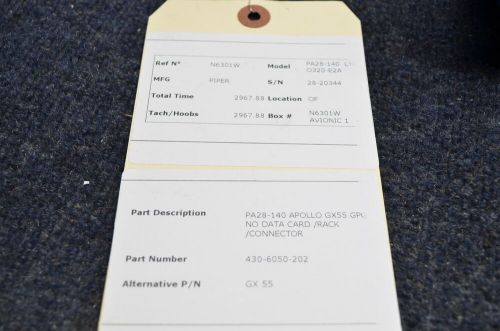 Ref N° N6301W Model PA28-140
O320-E2A
MFG PIPER S/N 28-20344
Total Time 2967.88 Location
Tach/Hoobs 2967.88 Box # N6301W
AVIONIC 1
Part Description PA28-140 APOLLO GX55 GPS
NO DATA CARD /RACK
/CONNECTOR
Part Number 430-6050-202
Alternative P/N GX 55